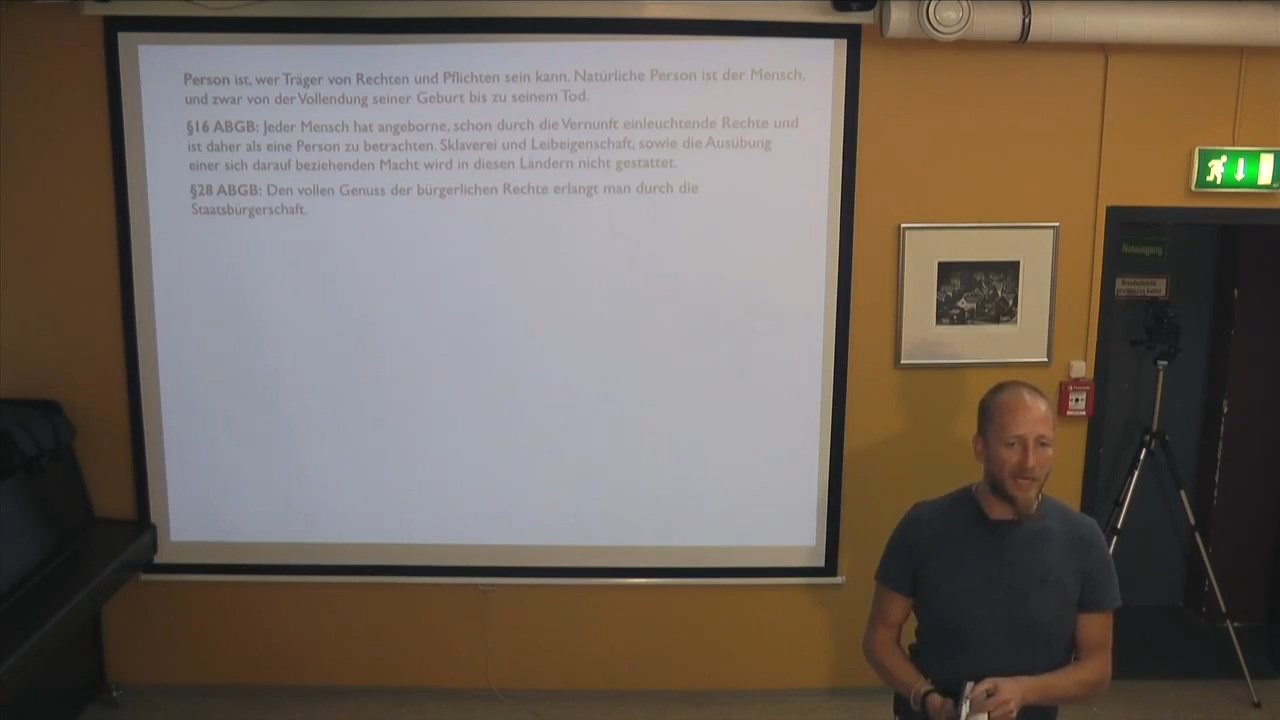 Person ist, wer Träger von Rechten und Pflichten sein kann. Natürliche Person ist der Mensch,
und zwar von der Vollendung seiner Geburt bis zu seinem Tod.
§16 ABGB: Jeder Mensch hat angeborne, schon durch die Vernunft einleuchtende Rechte und
ist daher als eine Person zu betrachten. Sklaverei und Leibeigenschaft, sowie die Ausübung
einer sich darauf beziehenden Macht wird in diesen Ländern nicht gestattet.
§28 ABGB: Den vollen Genuss der bürgerlichen Rechte erlangt man durch die
Staatsbürgerschaft.
Notausgang